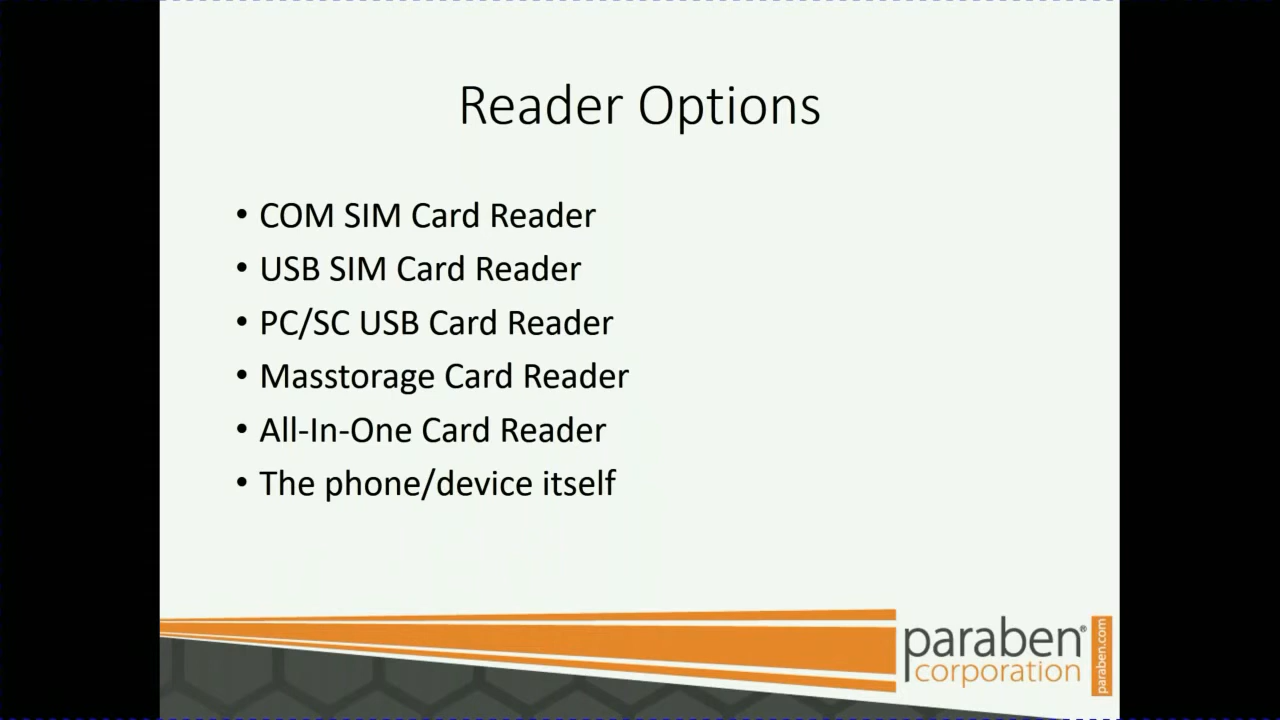 Reader Options
• COM SIM Card Reader
• USB SIM Card Reader
• PC/SC USB Card Reader
• Masstorage Card Reader
• All-In-One Card Reader
• The phone/device itself
paraben®
corporation
paraben.com